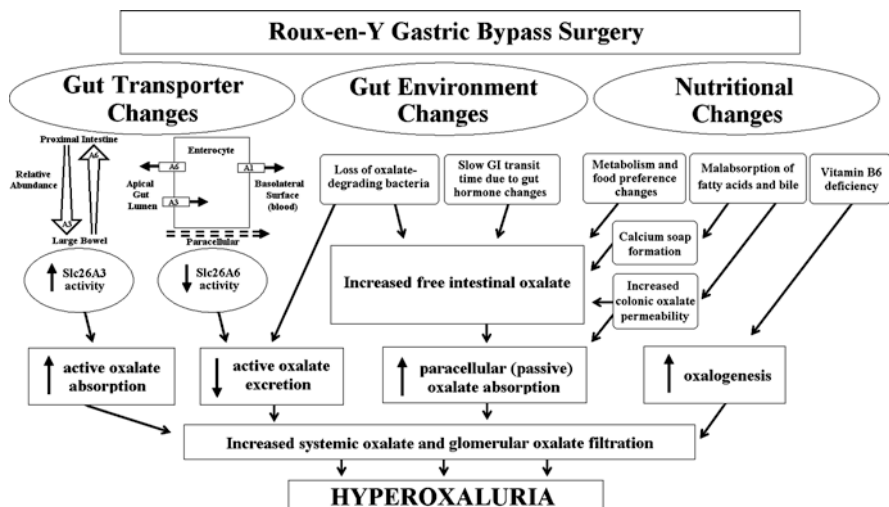 Roux-en-Y Gastric Bypass Surgery
Gut Transporter
Changes
Gut Environment
Changes
Nutritional
Changes
Proximal Intestine
A6
Relative
Abundance
A3
Large Bowel
Enterocyte
A6
A1
Apical
Gut
Lumen
A3
Basolateral
Surface
(blood)
Paracellular
Loss of oxalate-
degrading bacteria
Slow GI transit
time due to gut
hormone changes
Metabolism and
food preference
changes
Malabsorption of
fatty acids and bile
Vitamin B6
deficiency
Calcium soap
formation
Slc26A3
activity
Slc26A6
activity
Increased free intestinal oxalate
Increased
colonic oxalate
permeability
active oxalate
absorption
active oxalate
excretion
paracellular (passive)
oxalate absorption
oxalogenesis
Increased systemic oxalate and glomerular oxalate filtration
HYPEROXALURIA